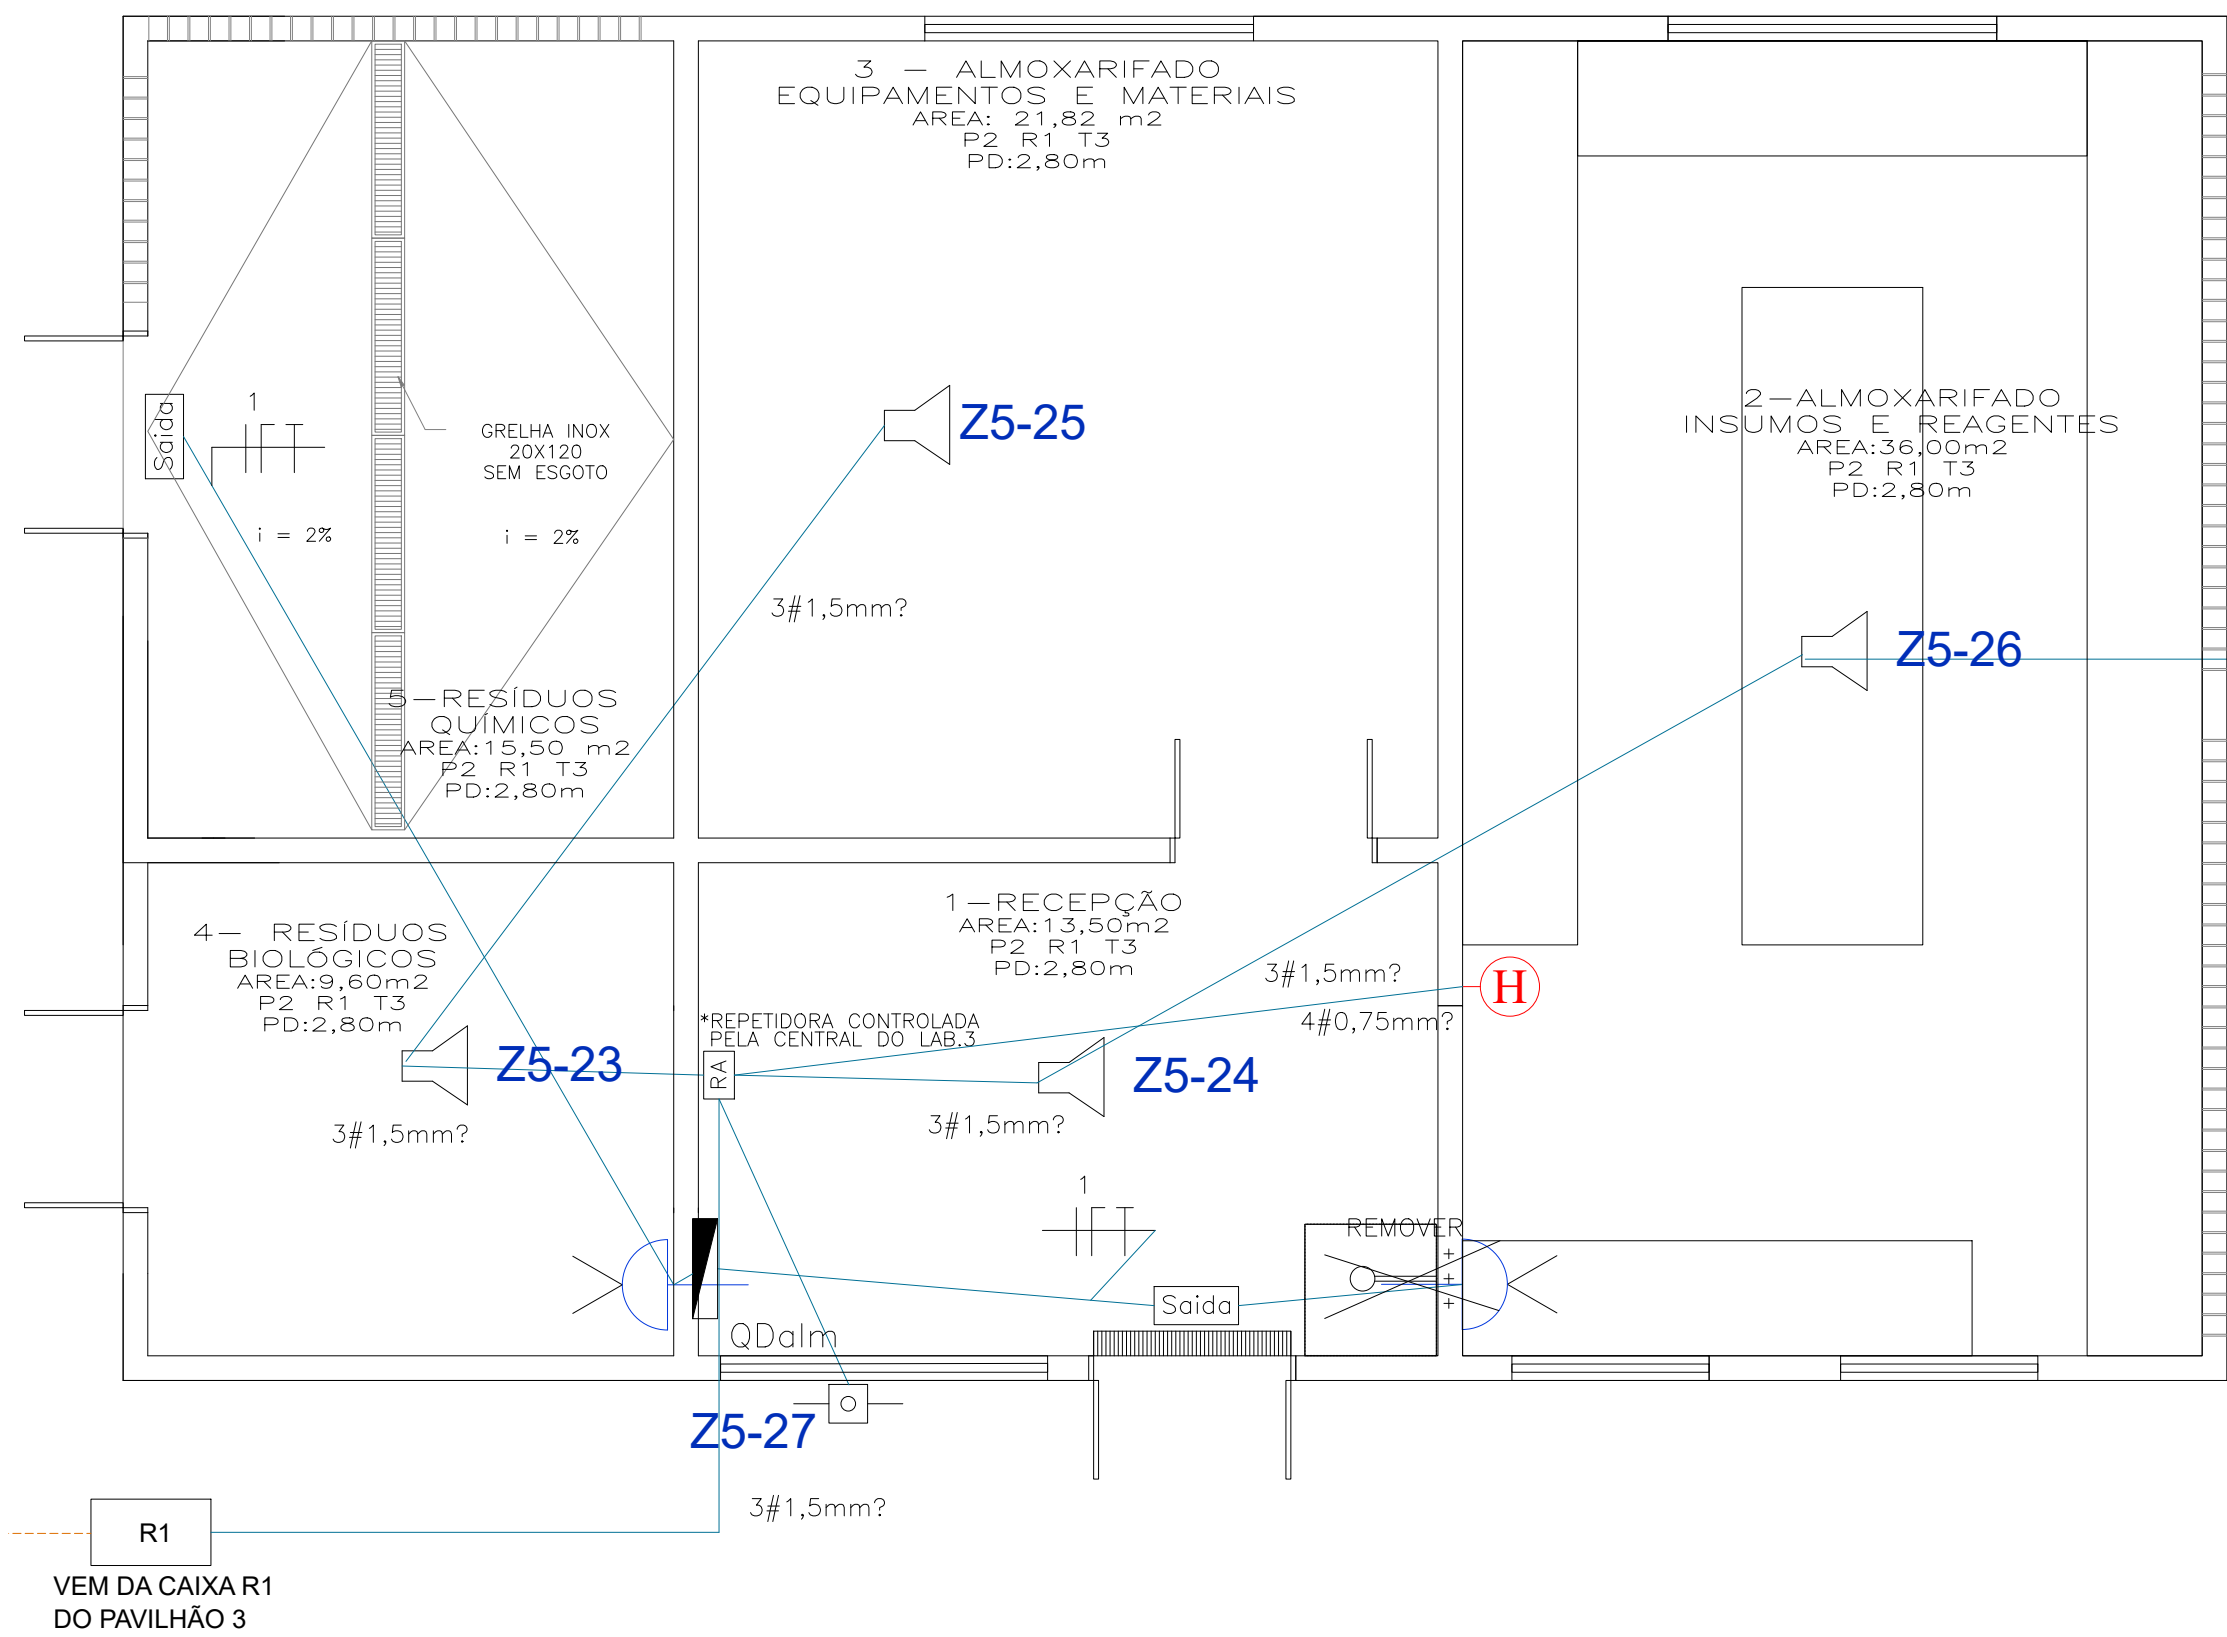 3 - ALMOXARIFADO
EQUIPAMENTOS E MATERIAIS
AREA: 21,82 m2
P2 R1 T3
PD:2,80m
2-ALMOXARIFADO
INSUMOS E REAGENTES
AREA:36,00m2
P2 R1 T3
PD:2,80m
Saida
1
GRELHA INOX
20X120
SEM ESGOTO
i = 2%
i = 2%
Z5-25
3#1,5mm?
Z5-26
5-RESÍDUOS
QUÍMICOS
AREA:15,50 m2
P2 R1 T3
PD:2,80m
4- RESÍDUOS
BIOLÓGICOS
AREA:9,60m2
P2 R1 T3
PD:2,80m
1-RECEPÇÃO
AREA:13,50m2
P2 R1 T3
PD:2,80m
3#1,5mm?
H
4#0,75mm?
*REPETIDORA CONTROLADA
PELA CENTRAL DO LAB.3
RA
Z5-23
Z5-24
3#1,5mm?
3#1,5mm?
1
REMOVER
Saida
QDalm
Z5-27
3#1,5mm?
R1
VEM DA CAIXA R1
DO PAVILHÃO 3